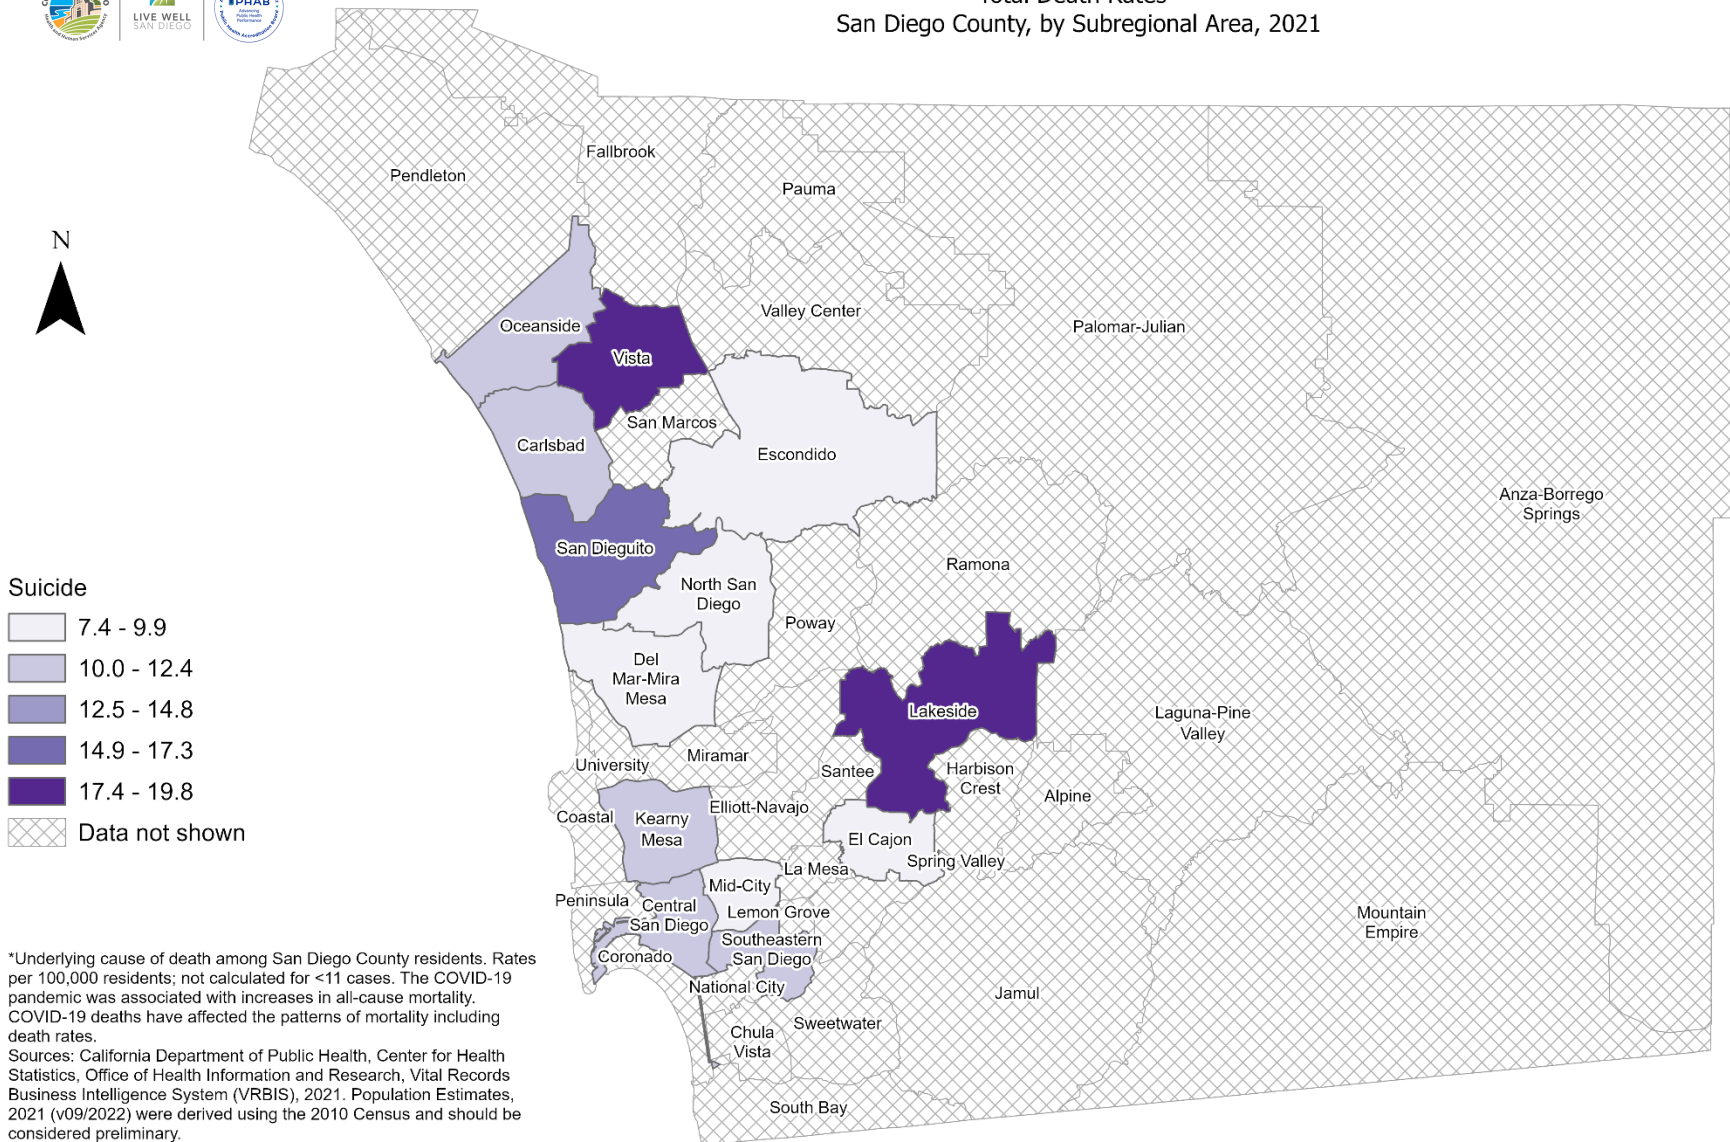 PHAB
Advancing
Public Health
Performance
LIVE WELL
SAN DIEGO
Total Death Rates
San Diego County, by Subregional Area, 2021
Fallbrook
Pendleton
Pauma
N
Valley Center
Oceanside
Palomar-Julian
Vista
San Marcos
Carlsbad
Escondido
Anza-Borrego
Springs
San Dieguito
Ramona
North San
Diego
Poway
Del
Mar-Mira
Mesa
Lakeside
Laguna-Pine
Valley
Miramar
University
Santee
Harbison
Crest
Alpine
Elliott-Navajo
Coastal
Kearny
Mesa
El Cajon
Spring Valley
La Mesa
Mid-City
Peninsula
Central
San Diego
Lemon Grove
Mountain
Empire
Southeastern
San Diego
Coronado
National City
Jamul
Sweetwater
Chula
Vista
South Bay
Suicide
7.4 - 9.9
10.0 - 12.4
12.5 - 14.8
14.9 - 17.3
17.4 - 19.8
Data not shown
*Underlying cause of death among San Diego County residents. Rates
per 100,000 residents; not calculated for <11 cases. The COVID-19
pandemic was associated with increases in all-cause mortality.
COVID-19 deaths have affected the patterns of mortality including
death rates.
Sources: California Department of Public Health, Center for Health
Statistics, Office of Health Information and Research, Vital Records
Business Intelligence System (VRBIS), 2021. Population Estimates,
2021 (v09/2022) were derived using the 2010 Census and should be
considered preliminary.